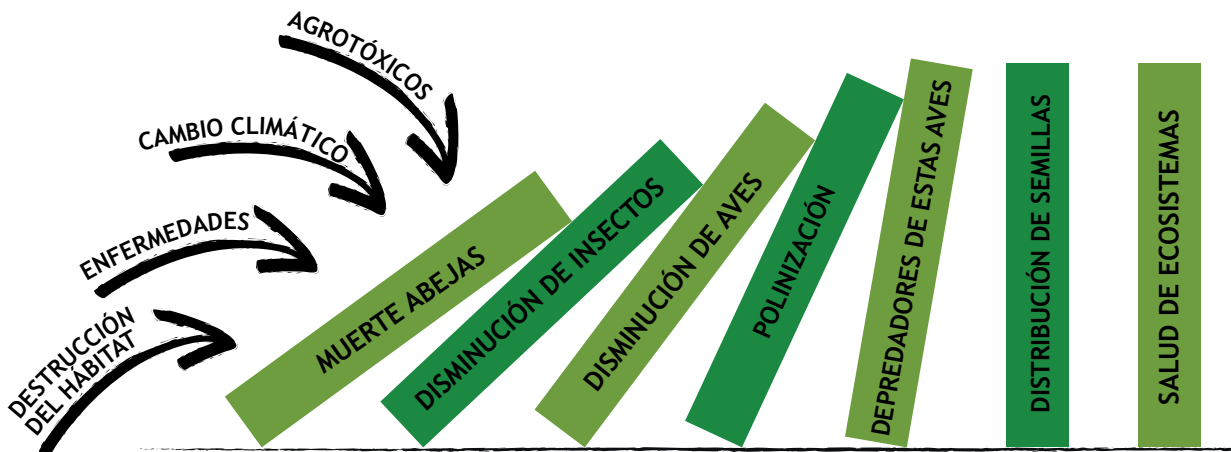 AGROTÓXICOS
CAMBIO CLIMÁTICO
ENFERMEDADES
DESTRUCCIÓN
DEL HÁBITAT
MUERTE ABEJAS
DISMINUCIÓN DE INSECTOS
DISMINUCIÓN DE AVES
POLINIZACIÓN
DEPREDADORES DE ESTAS AVES
DISTRIBUCIÓN DE SEMILLAS
SALUD DE ECOSISTEMAS